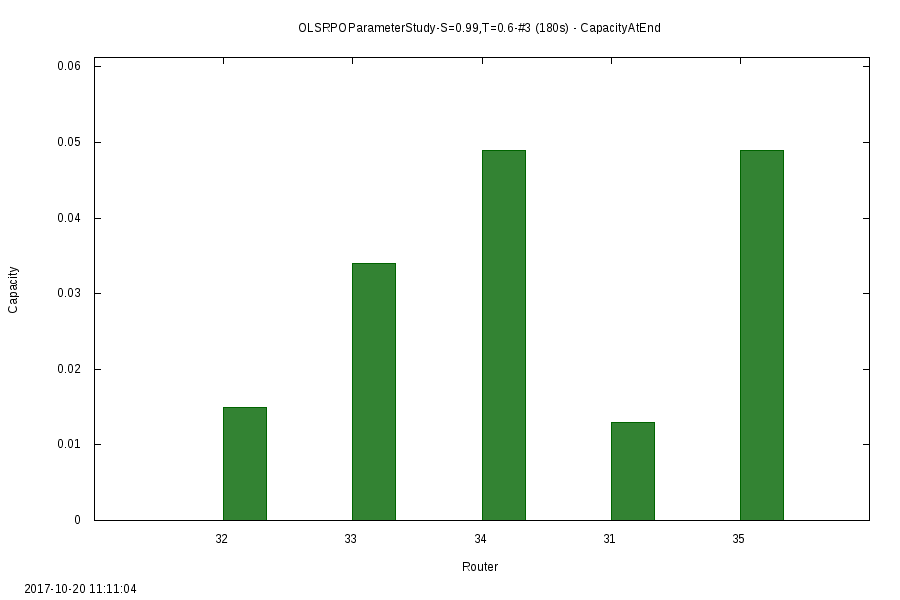 OLSRPOParameterStudy-S=0.99,T=0.6-#3 (180s) - CapacityAtEnd
0.06
0.05
0.04
0.03
0.02
0.01
0
Capacity
32 33 34 31 35
Router
2017-10-20 11:11:04